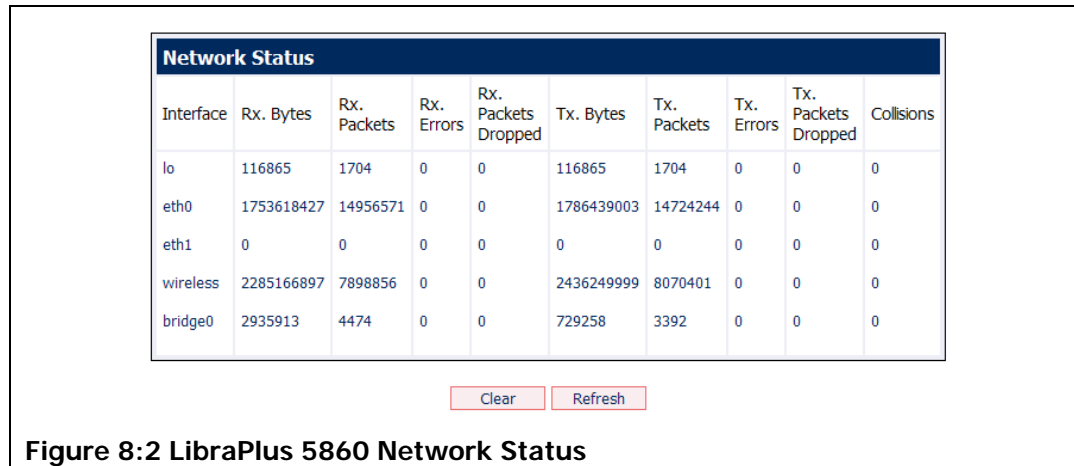 Network Status
Interface Rx. Bytes Rx. Packets Rx. Errors Rx. Packets Dropped Tx. Bytes Tx. Packets Tx. Errors Tx. Packets Dropped Collisions
lo 116865 1704 0 0 116865 1704 0 0 0
eth0 1753618427 14956571 0 0 1786439003 14724244 0 0 0
eth1 0 0 0 0 0 0 0 0 0
wireless 2285166897 7898856 0 0 2436249999 8070401 0 0 0
bridge0 2935913 4474 0 0 729258 3392 0 0 0
Clear Refresh
Figure 8:2 LibraPlus 5860 Network Status